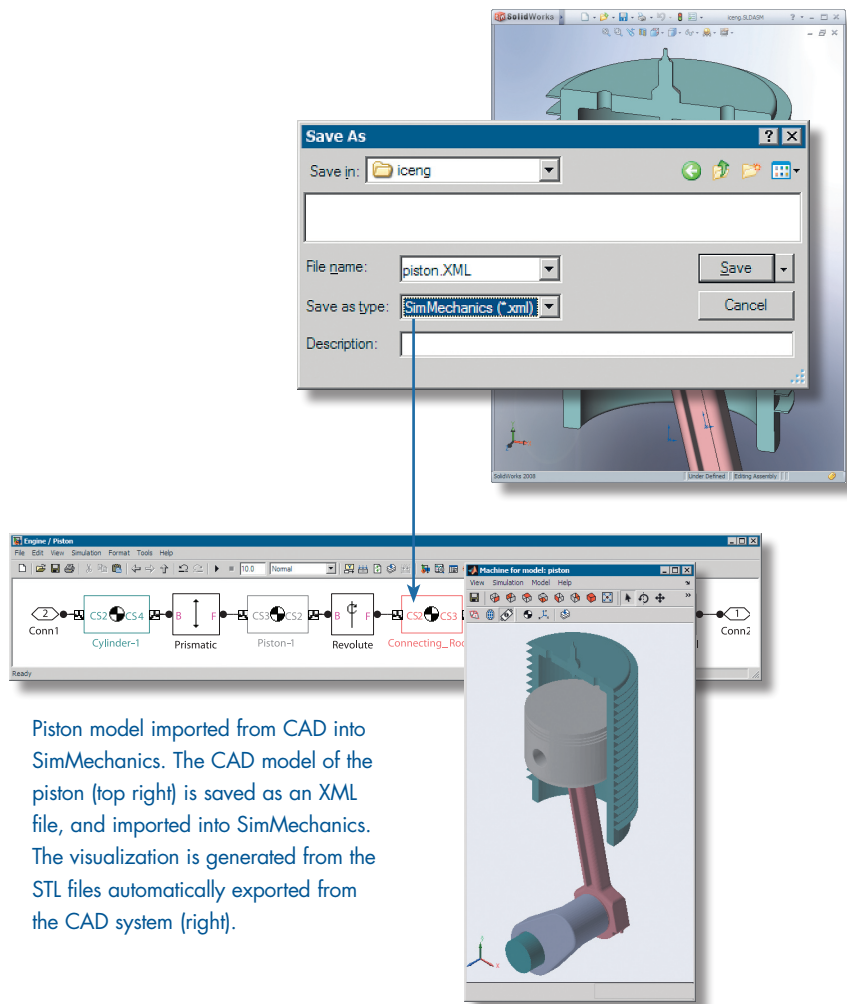 SolidWorks
iceng.SLDASM
Save As
Save in:
iceng
File name:
piston.XML
Save
Save as type:
SimMechanics (*.xml)
Cancel
Description:
SolidWorks 2008
Under Defined
Editing Assembly
Engine / Piston
File Edit View Simulation Format Tools Help
10.0
Normal
Machine for model: piston
View Simulation Model Help
2
CS2 CS4
B F
CS3 CS2
B F
CS2 CS3
1
Conn1
Cylinder-1
Prismatic
Piston-1
Revolute
Connecting_Ro
Conn2
Ready
Piston model imported from CAD into
SimMechanics. The CAD model of the
piston (top right) is saved as an XML
file, and imported into SimMechanics.
The visualization is generated from the
STL files automatically exported from
the CAD system (right).